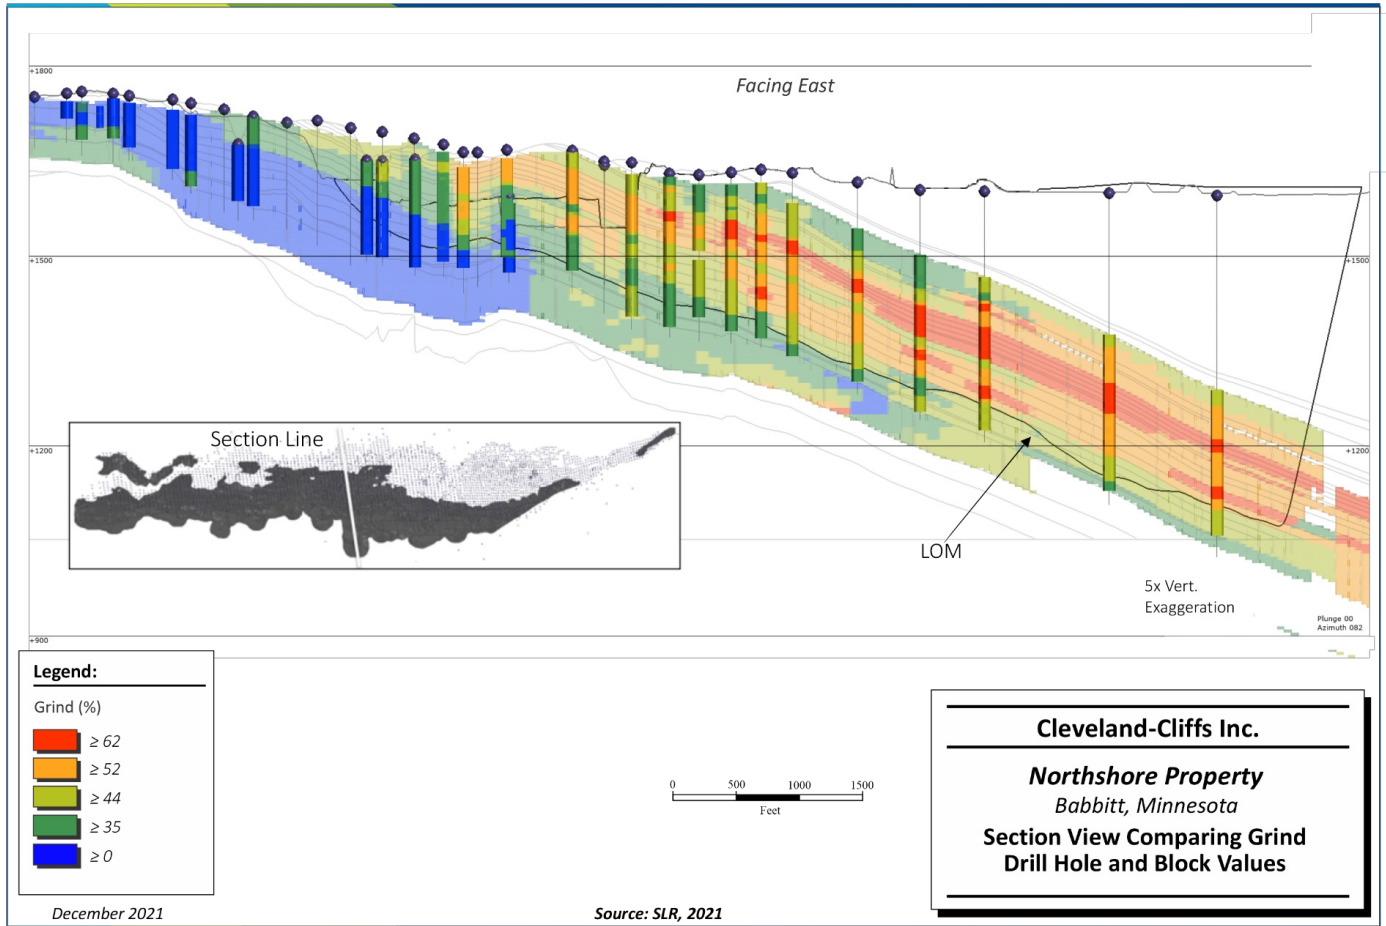 +1800
Facing East
+1500
+1500
Section Line
+1200
+1200
LOM
5x Vert.
Exaggeration
Plunge 00
Azimuth 082
+900
Legend:
Grind (%)
≥ 62
≥ 52
≥ 44
≥ 35
≥ 0
0 500 1000 1500
Feet
Cleveland-Cliffs Inc.
Northshore Property
Babbitt, Minnesota
Section View Comparing Grind
Drill Hole and Block Values
December 2021
Source: SLR, 2021